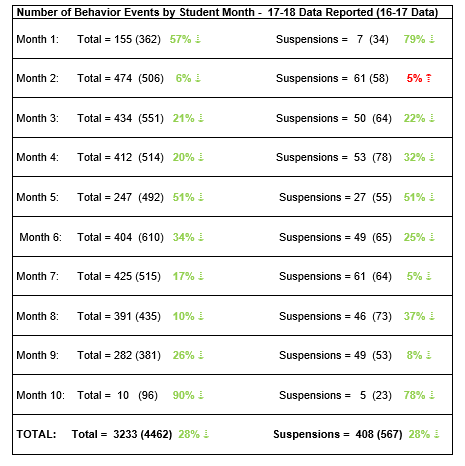 Number of Behavior Events by Student Month - 17-18 Data Reported (16-17 Data)
Month 1: Total = 155 (362) 57% ↓ Suspensions = 7 (34) 79% ↓
Month 2: Total = 474 (506) 6% ↓ Suspensions = 61 (58) 5% ↑
Month 3: Total = 434 (551) 21% ↓ Suspensions = 50 (64) 22% ↓
Month 4: Total = 412 (514) 20% ↓ Suspensions = 53 (78) 32% ↓
Month 5: Total = 247 (492) 51% ↓ Suspensions = 27 (55) 51% ↓
Month 6: Total = 404 (610) 34% ↓ Suspensions = 49 (65) 25% ↓
Month 7: Total = 425 (515) 17% ↓ Suspensions = 61 (64) 5% ↓
Month 8: Total = 391 (435) 10% ↓ Suspensions = 46 (73) 37% ↓
Month 9: Total = 282 (381) 26% ↓ Suspensions = 49 (53) 8% ↓
Month 10: Total = 10 (96) 90% ↓ Suspensions = 5 (23) 78% ↓
TOTAL: Total = 3233 (4462) 28% ↓ Suspensions = 408 (567) 28% ↓